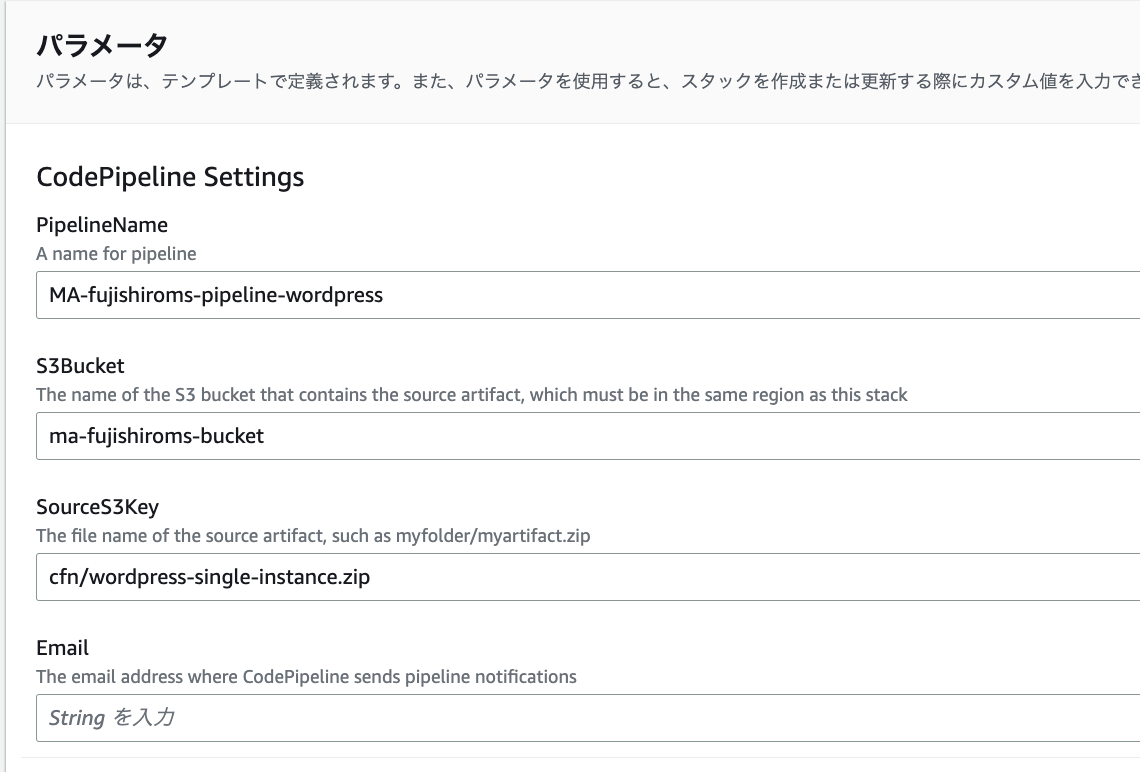 パラメータ
パラメータは、テンプレートで定義されます。また、パラメータを使用すると、スタックを作成または更新する際にカスタム値を入力でき
CodePipeline Settings
PipelineName
A name for pipeline
MA-fujishiroms-pipeline-wordpress
S3Bucket
The name of the S3 bucket that contains the source artifact, which must be in the same region as this stack
ma-fujishiroms-bucket
SourceS3Key
The file name of the source artifact, such as myfolder/myartifact.zip
cfn/wordpress-single-instance.zip
Email
The email address where CodePipeline sends pipeline notifications
String を入力